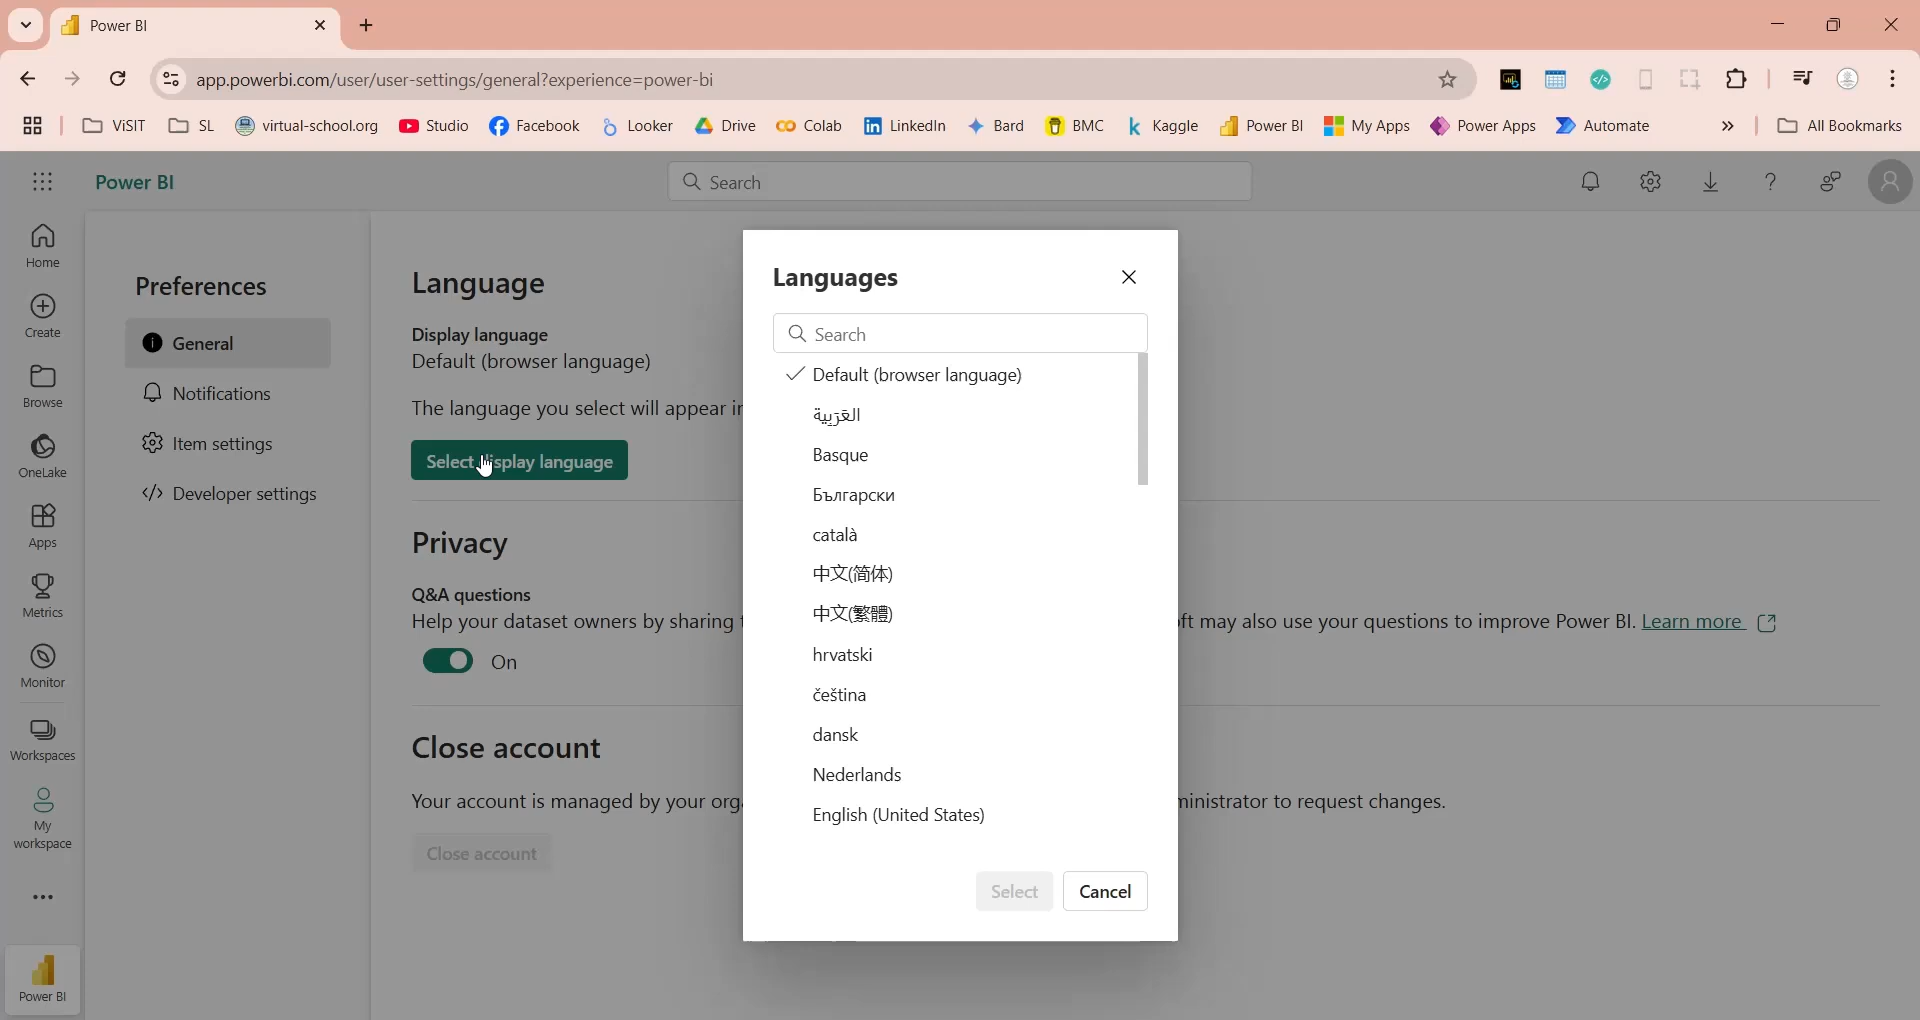 Power BI
app.powerbi.com/user/user-settings/general?experience=power-bi
ViSIT
SL
virtual-school.org
Studio
Facebook
Looker
Drive
Colab
LinkedIn
Bard
BMC
Kaggle
Power BI
My Apps
Power Apps
Automate
All Bookmarks
Power BI
Search
Home
Create
Browse
OneLake
Apps
Metrics
Monitor
Workspaces
My
workspace
Power BI
Preferences
General
Notifications
Item settings
Developer settings
Language
Display language
Default (browser language)
The language you select will appear
Select display language
Privacy
Q&A questions
Help your dataset owners by sharing
may also use your questions to improve Power BI. Learn more
On
Close account
Your account is managed by your
to request changes.
Close account
Languages
Search
Default (browser language)
العَرَبِية
Basque
Български
català
中文(简体)
中文(繁體)
hrvatski
čeština
dansk
Nederlands
English (United States)
Select
Cancel